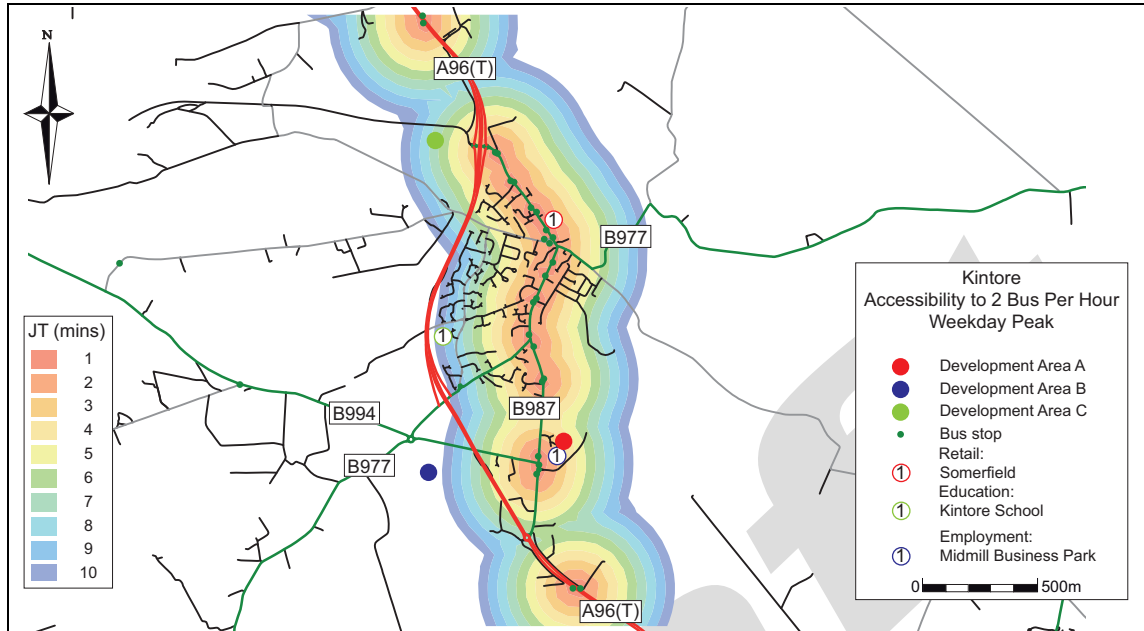 N
A96(T)
B977
B994
B977
B987
A96(T)
1
1
1
JT (mins)
1
2
3
4
5
6
7
8
9
10
Kintore
Accessibility to 2 Bus Per Hour
Weekday Peak
Development Area A
Development Area B
Development Area C
Bus stop
Retail:
1 Somerfield
Education:
1 Kintore School
Employment:
1 Midmill Business Park
0 500m